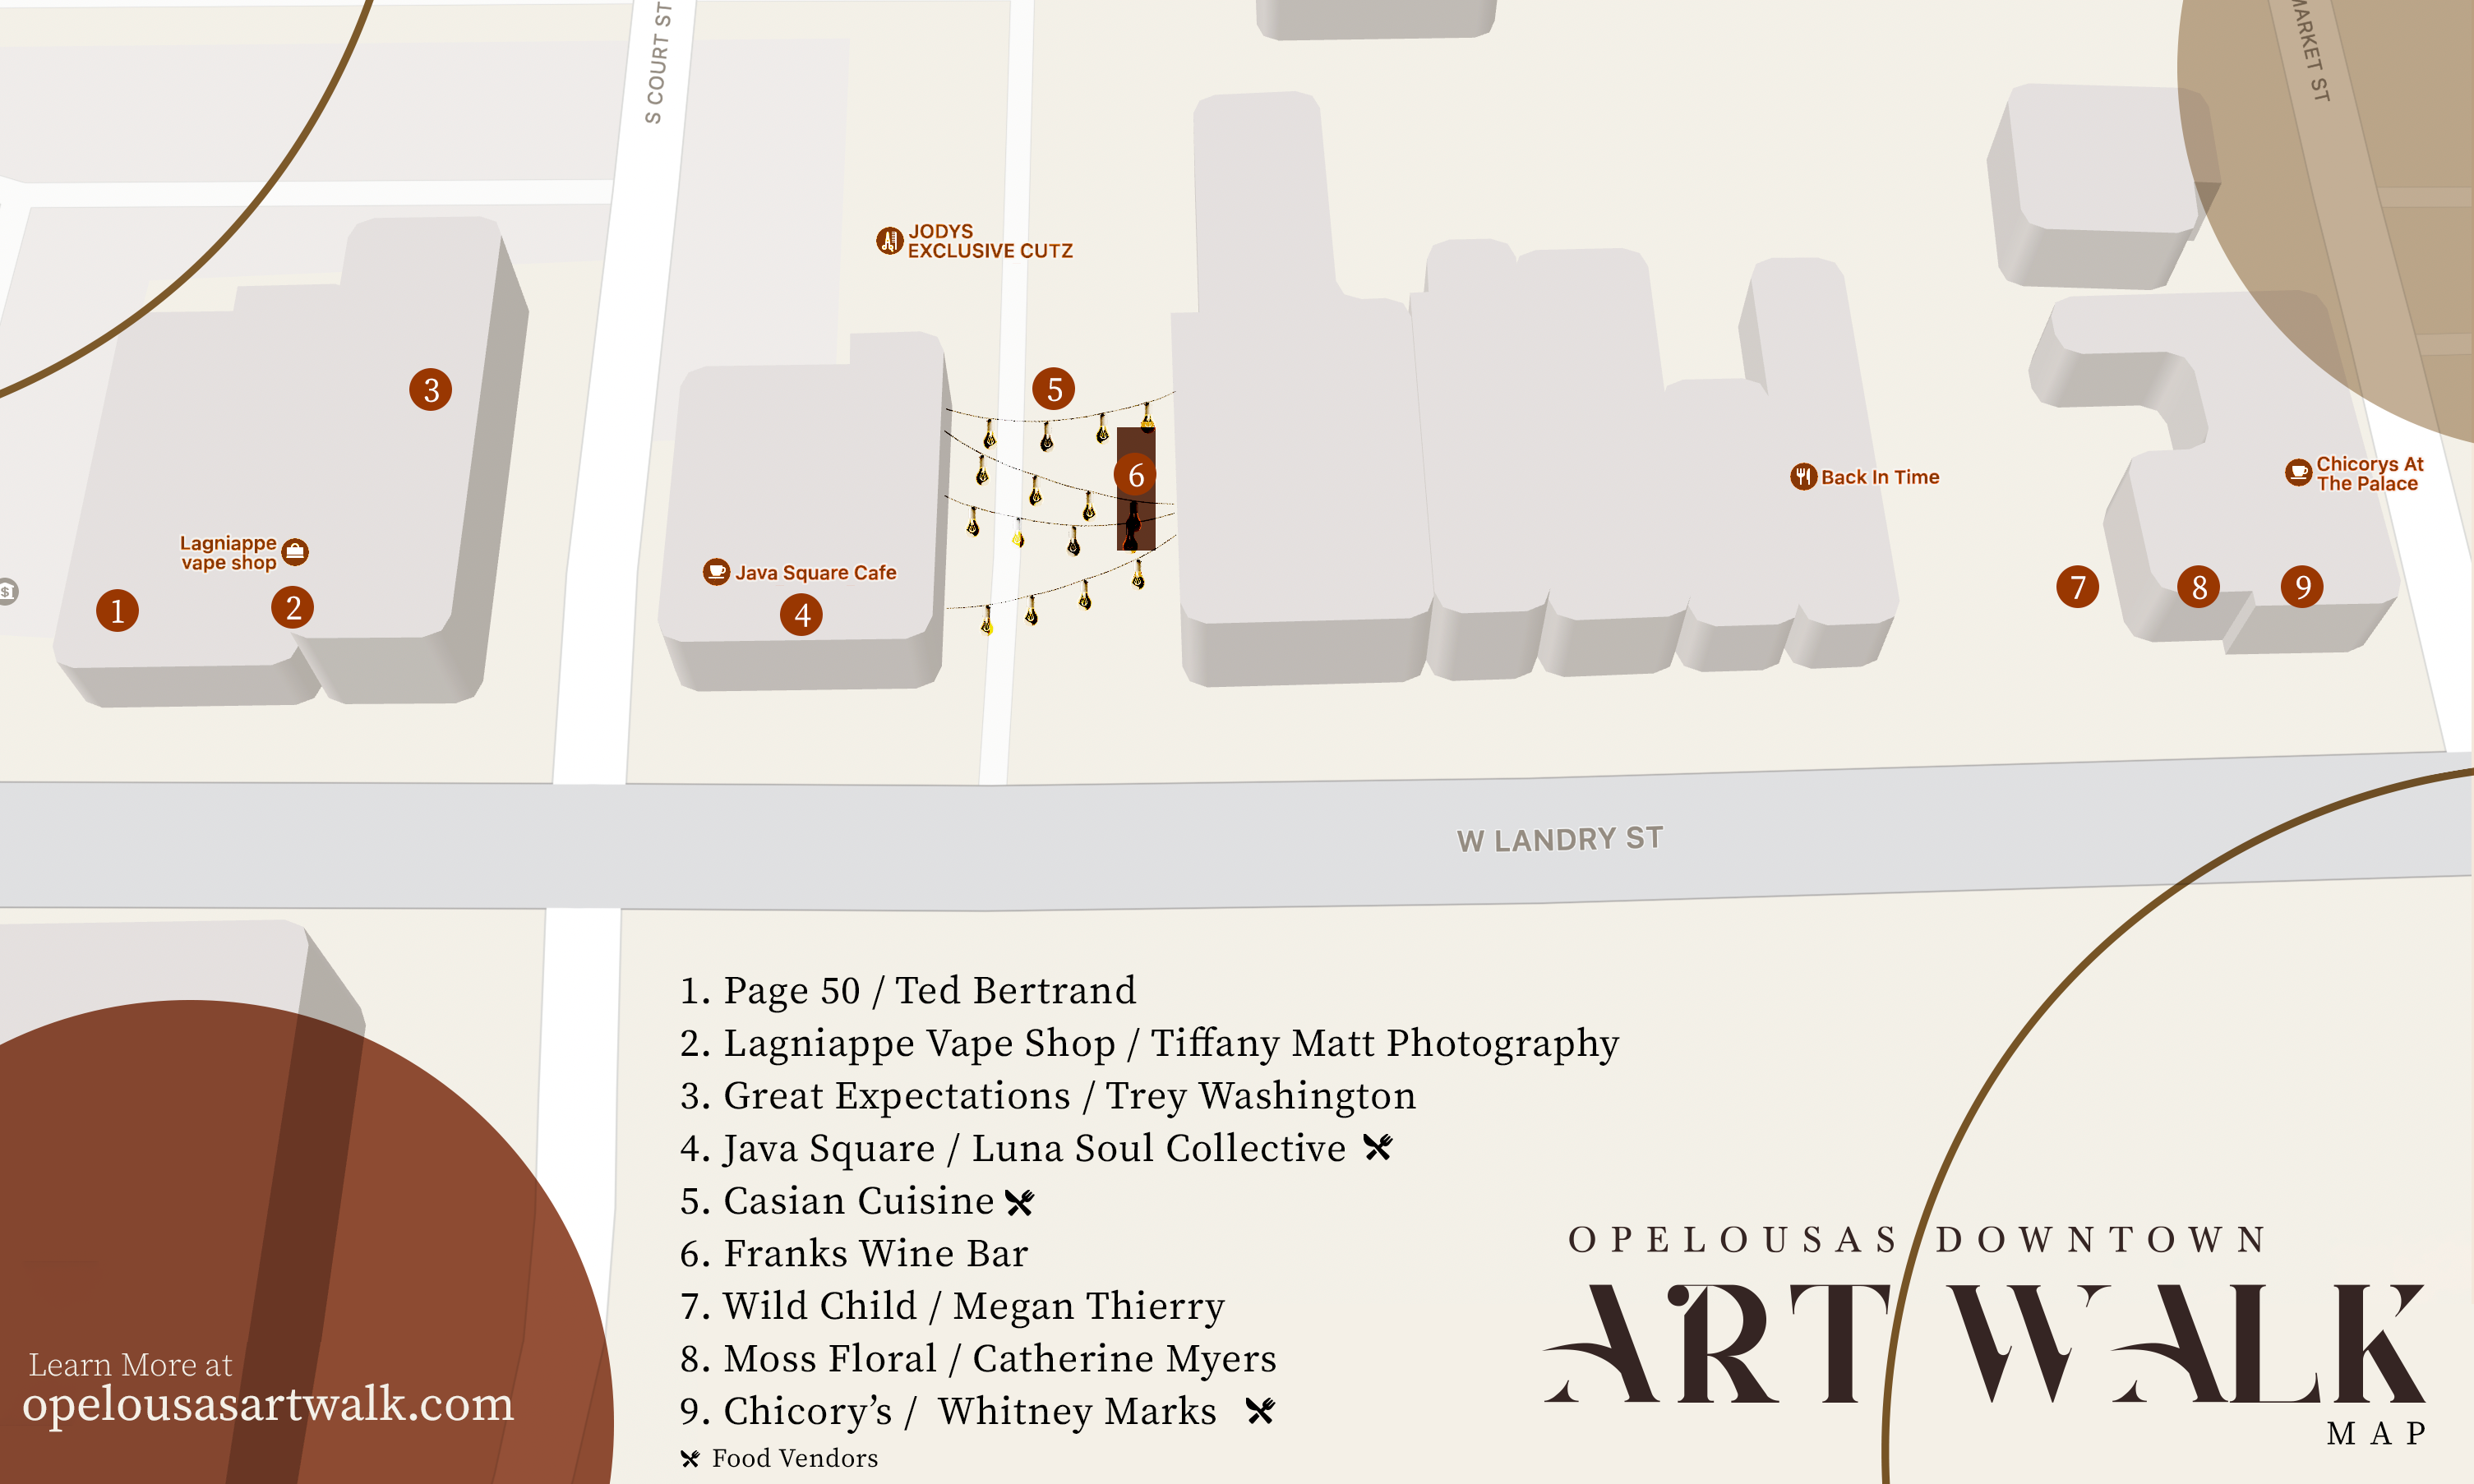 S COURT ST
MARKET ST
JODYS
EXCLUSIVE CUTZ
3
5
6
Back In Time
Chicorys At
The Palace
Lagniappe
vape shop
Java Square Cafe
$
1
2
4
7
8
9
W LANDRY ST
1. Page 50 / Ted Bertrand
2. Lagniappe Vape Shop / Tiffany Matt Photography
3. Great Expectations / Trey Washington
4. Java Square / Luna Soul Collective
5. Casian Cuisine
6. Franks Wine Bar
7. Wild Child / Megan Thierry
8. Moss Floral / Catherine Myers
9. Chicory’s / Whitney Marks
Food Vendors
Learn More at
opelousasartwalk.com
OPELOUSAS DOWNTOWN
ART WALK
MAP